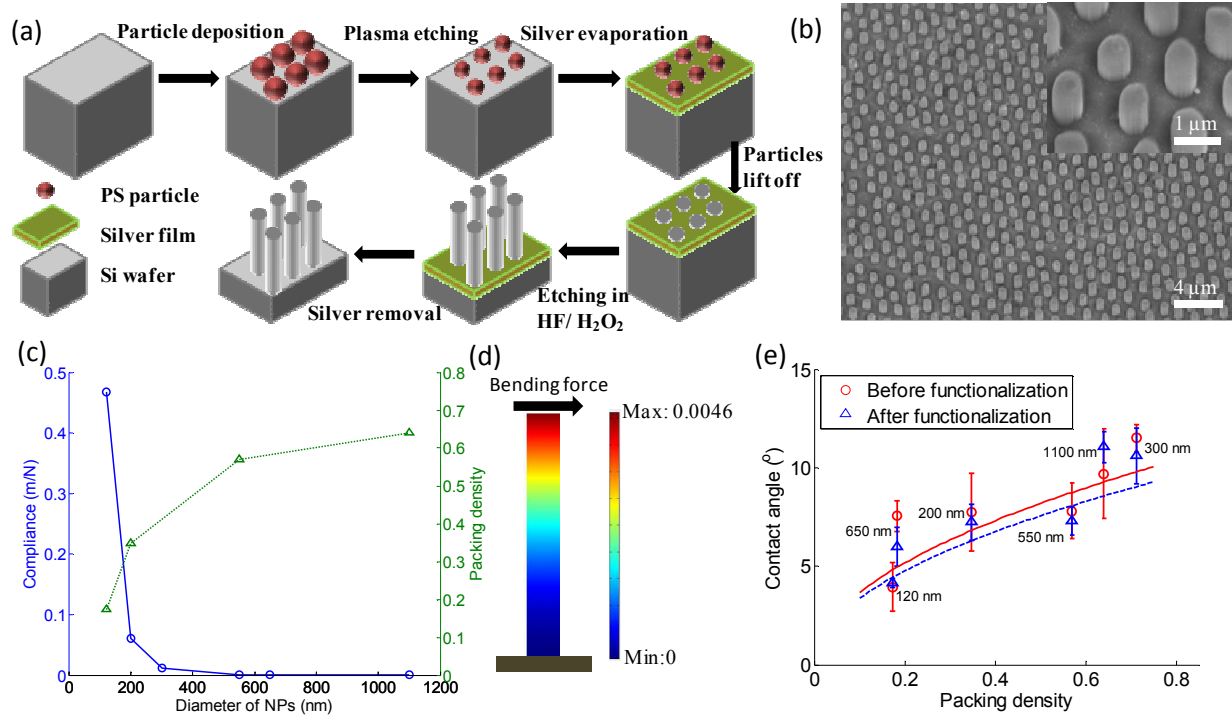 (a)
Particle deposition
Plasma etching
Silver evaporation
Particles
lift off
PS particle
Silver film
Si wafer
Silver removal
Etching in
HF/ H2O2
(b)
1 µm
4 µm
(c)
0.5
0.4
0.3
0.2
0.1
0
Compliance (m/N)
0.8
0.7
0.6
0.5
0.4
0.3
0.2
0.1
0
Packing density
0 200 400 600 800 1000 1200
Diameter of NPs (nm)
(d)
Bending force
Max: 0.0046
Min:0
(e)
15
10
5
0
Contact angle (o)
Before functionalization
After functionalization
1100 nm
300 nm
650 nm
200 nm
550 nm
120 nm
0 0.2 0.4 0.6 0.8
Packing density